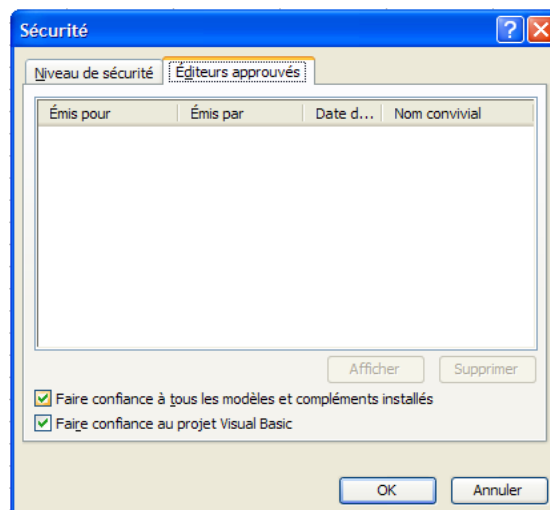 Sécurité
Niveau de sécurité Éditeurs approuvés
Émis pour Émis par Date d... Nom convivial
Afficher Supprimer
Faire confiance à tous les modèles et compléments installés
Faire confiance au projet Visual Basic
OK Annuler